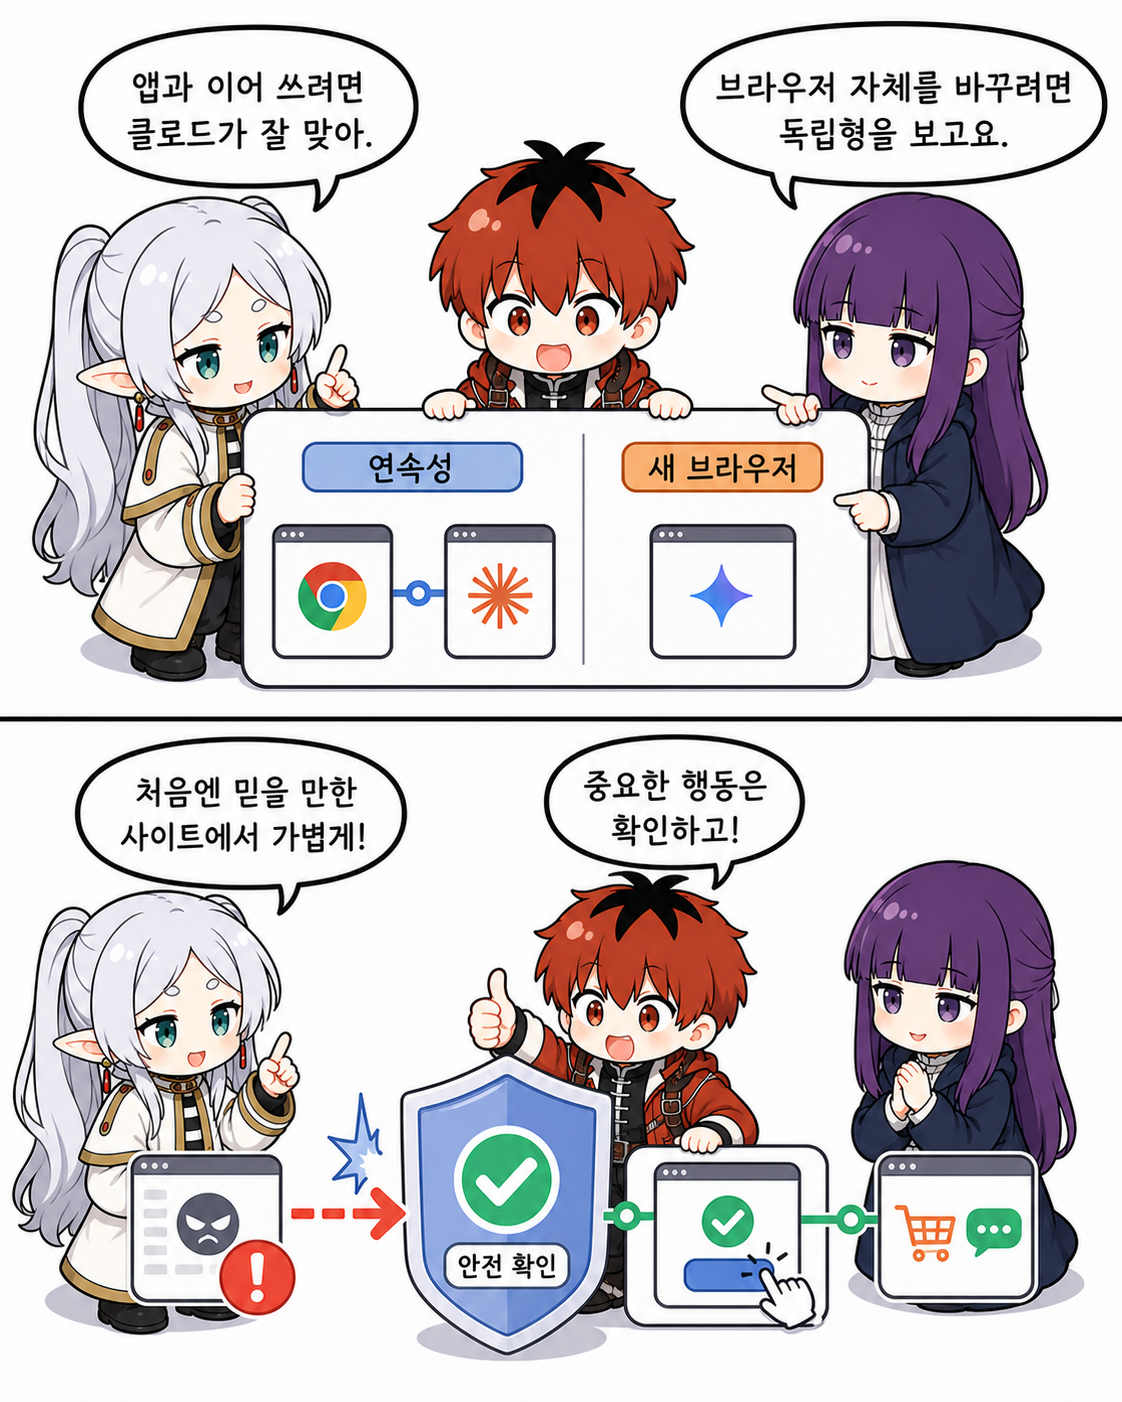 앱과 이어 쓰려면
클로드가 잘 맞아.
브라우저 자체를 바꾸려면
독립형을 보고요.
연속성
새 브라우저
처음엔 믿을 만한
사이트에서 가볍게!
중요한 행동은
확인하고!
안전 확인